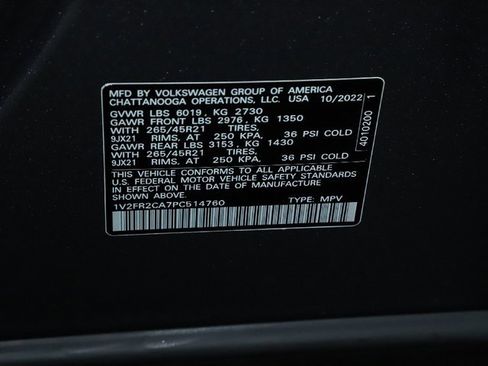 MFD BY VOLKSWAGEN GROUP OF AMERICA
CHATTANOOGA OPERATIONS, LLC. USA 10/2022
GVWR LBS 6019, KG 2730
GAWR FRONT LBS 2976, KG 1350
WITH 265/45R21 TIRES,
9JX21 RIMS, AT 250 KPA, 36 PSI COLD
GAWR REAR LBS 3153, KG 1430
WITH 265/45R21 TIRES,
9JX21 RIMS, AT 250 KPA, 36 PSI COLD
THIS VEHICLE CONFORMS TO ALL APPLICABLE
U.S. FEDERAL MOTOR VEHICLE SAFETY STANDARDS
IN EFFECT ON THE DATE OF MANUFACTURE
SHOWN ABOVE.
1V2FR2CA7PC514760 TYPE: MPV
4010200 1